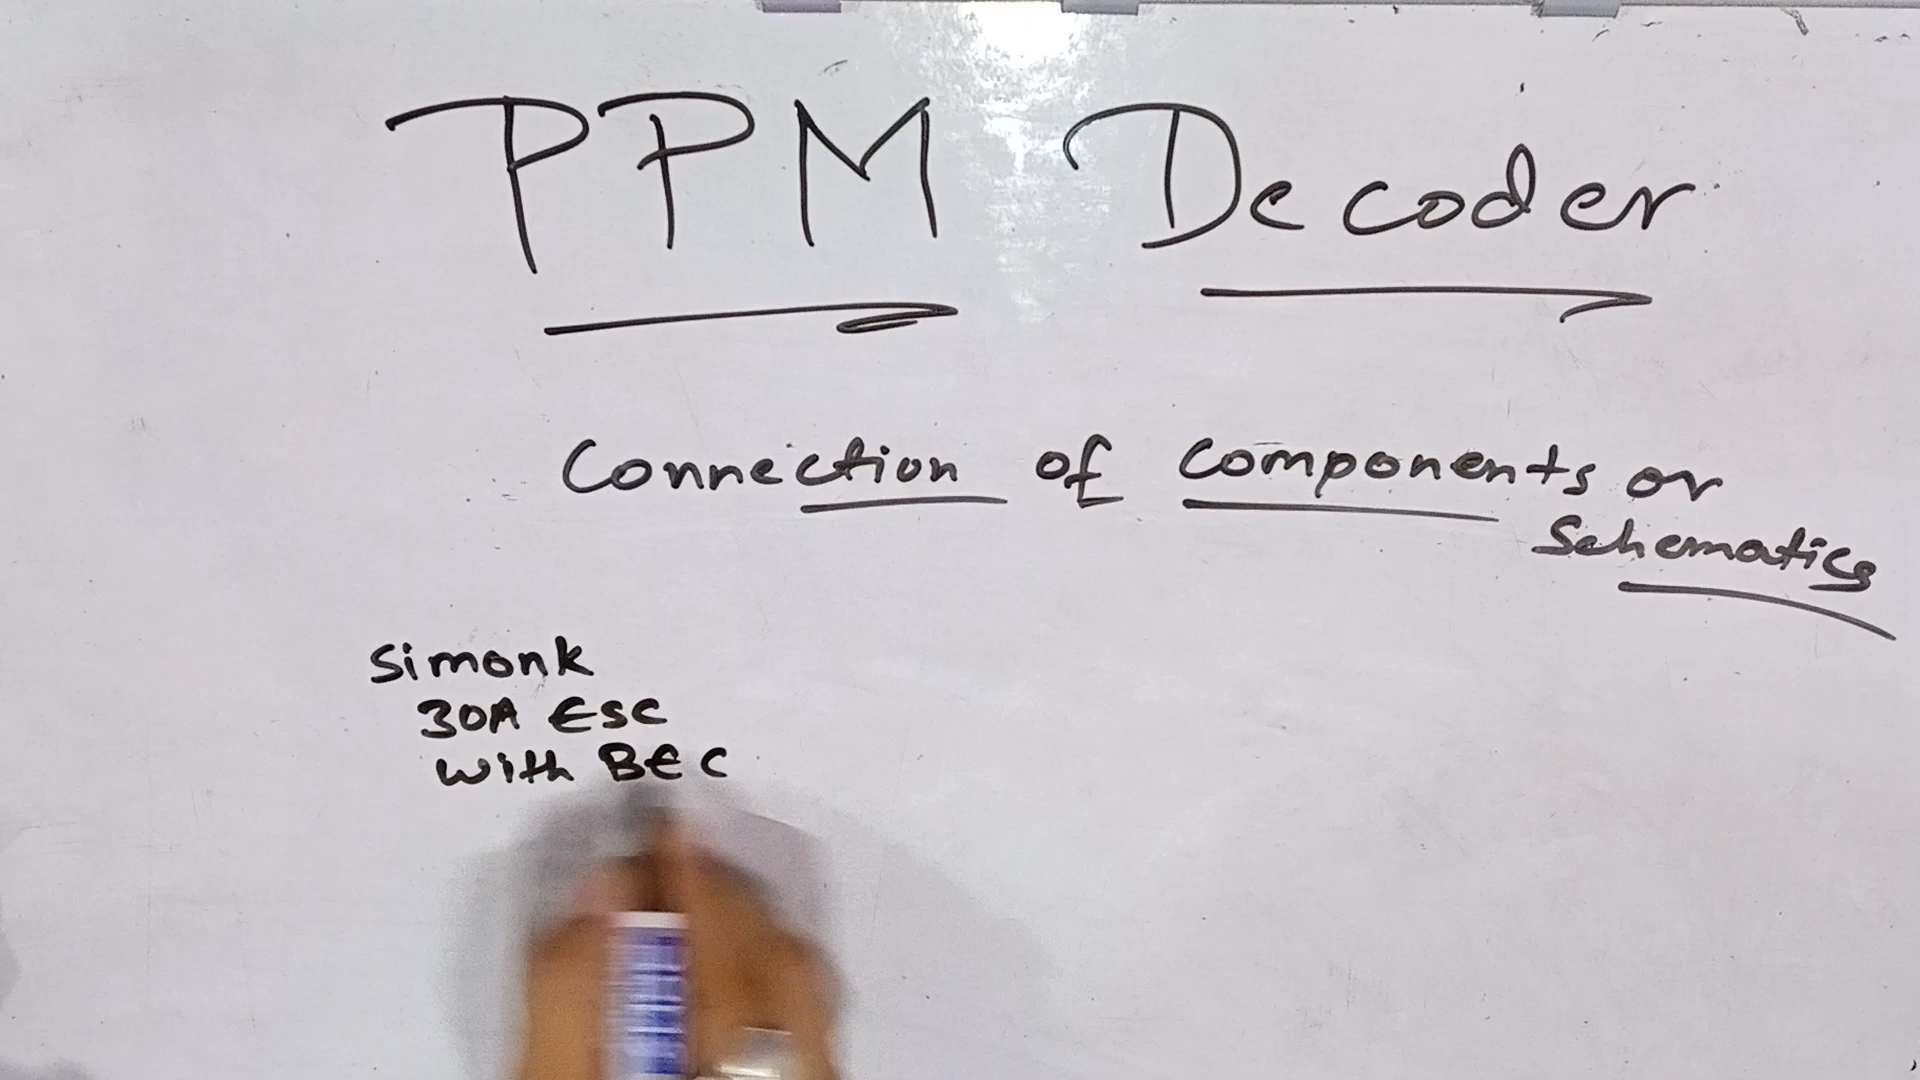 PPM Decoder
Connection of components or
Schematics
Simonk
30A ESC
with BEC